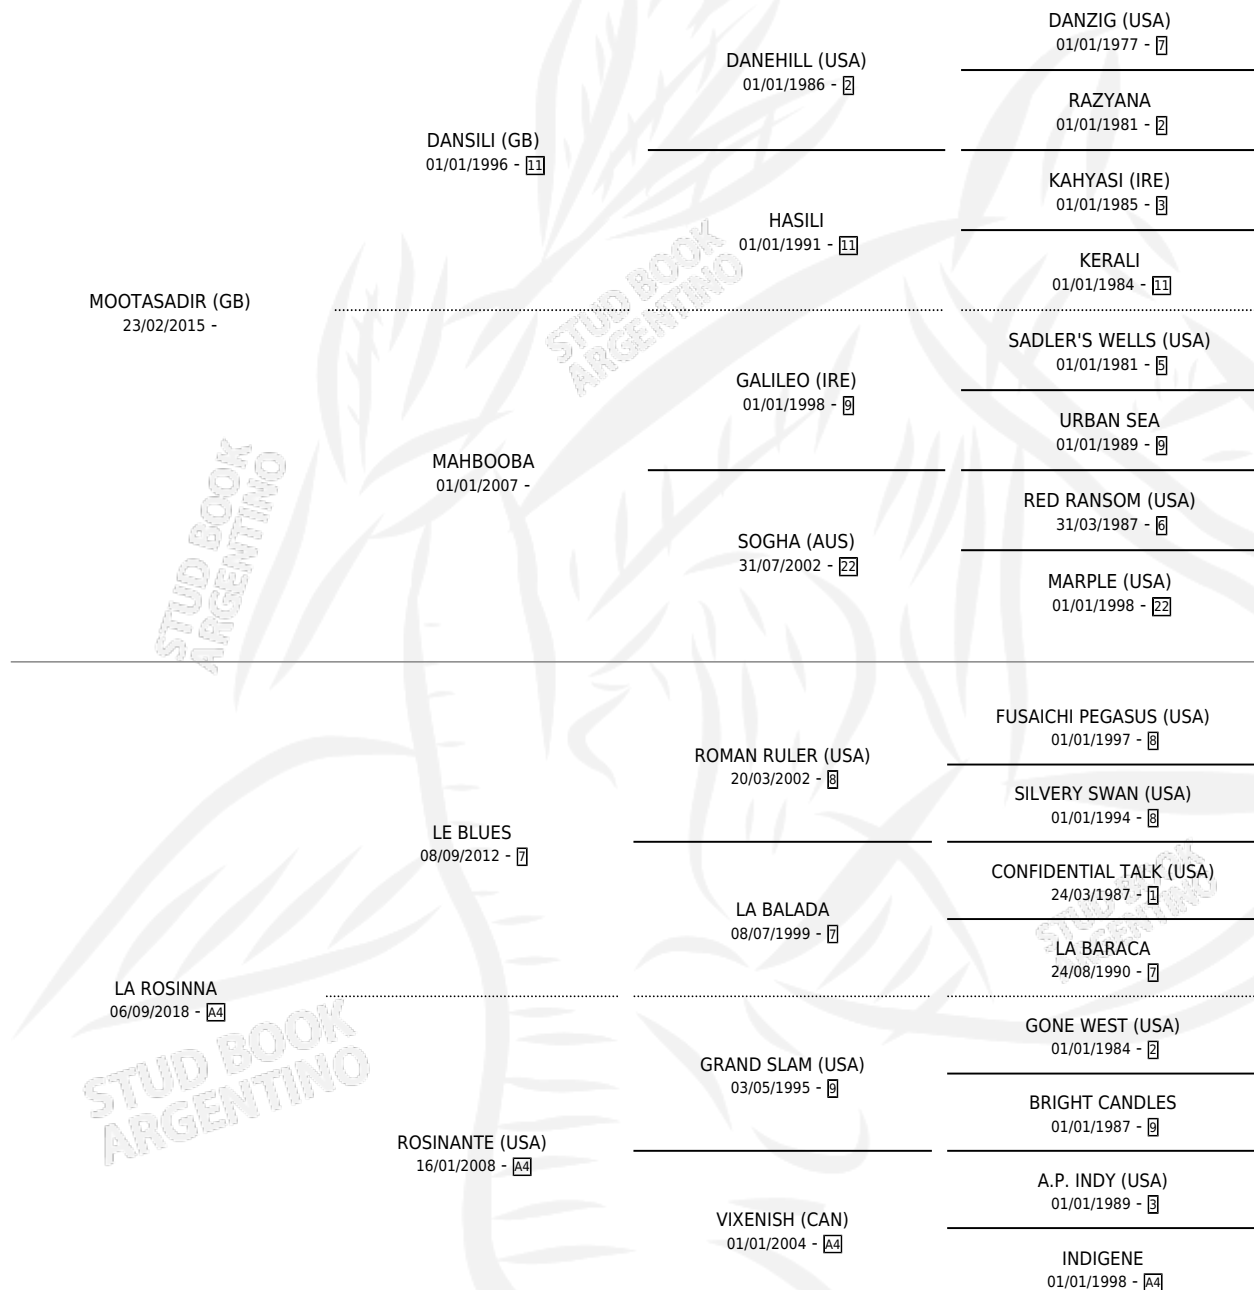 DANZIG (USA)
01/01/1977 - 7
DANEHILL (USA)
01/01/1986 - 2
RAZYANA
01/01/1981 - 2
DANSILI (GB)
01/01/1996 - 11
KAHYASI (IRE)
01/01/1985 - 3
HASILI
01/01/1991 - 11
KERALI
01/01/1984 - 11
MOOTASADIR (GB)
23/02/2015 -
STUD BOOK
ARGENTINO
SADLER'S WELLS (USA)
01/01/1981 - 5
GALILEO (IRE)
01/01/1998 - 9
URBAN SEA
01/01/1989 - 9
MAHBOOBA
01/01/2007 -
RED RANSOM (USA)
31/03/1987 - 6
SOGHA (AUS)
31/07/2002 - 22
MARPLE (USA)
01/01/1998 - 22
STUD BOOK
ARGENTINO
FUSAICHI PEGASUS (USA)
01/01/1997 - 8
ROMAN RULER (USA)
20/03/2002 - 8
SILVERY SWAN (USA)
01/01/1994 - 8
LE BLUES
08/09/2012 - 7
CONFIDENTIAL TALK (USA)
24/03/1987 - 1
LA BALADA
08/07/1999 - 7
LA BARACA
24/08/1990 - 7
STUD BOOK
ARGENTINO
LA ROSINNA
06/09/2018 - A4
GONE WEST (USA)
01/01/1984 - 2
GRAND SLAM (USA)
03/05/1995 - 9
BRIGHT CANDLES
01/01/1987 - 9
STUD BOOK
ARGENTINO
ROSINANTE (USA)
16/01/2008 - A4
A.P. INDY (USA)
01/01/1989 - 3
VIXENISH (CAN)
01/01/2004 - A4
INDIGENE
01/01/1998 - A4